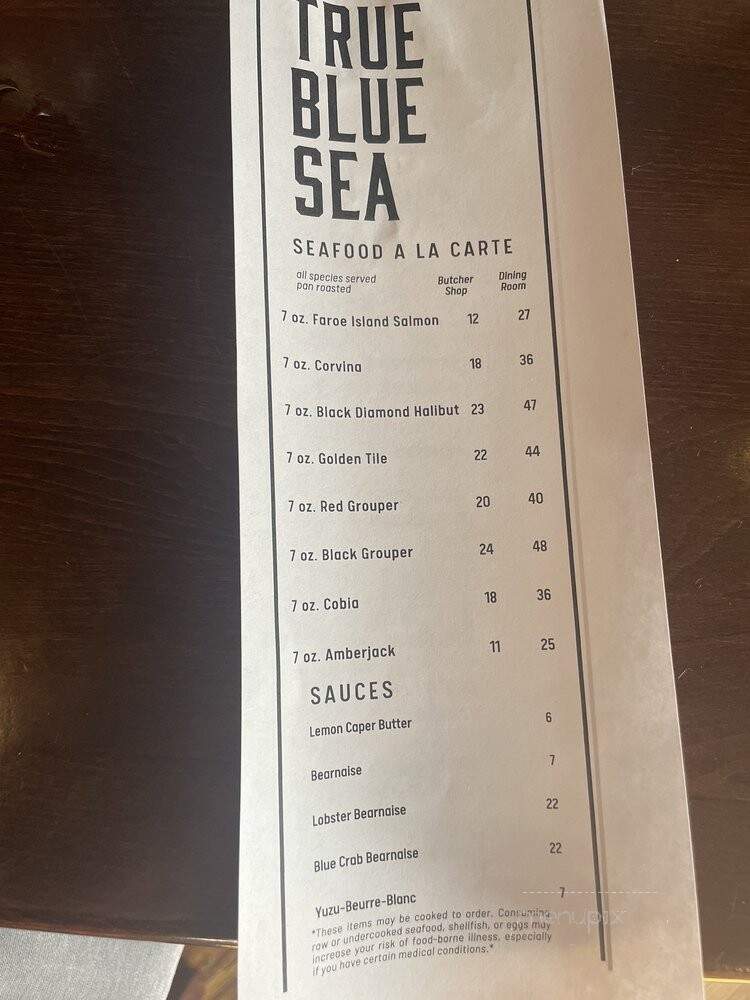 TRUE
BLUE
SEA
SEAFOOD A LA CARTE
all species served
pan roasted
Butcher
Shop
Dining
Room
7 oz. Faroe Island Salmon 12 27
7 oz. Corvina 18 36
7 oz. Black Diamond Halibut 23 47
7 oz. Golden Tile 22 44
7 oz. Red Grouper 20 40
7 oz. Black Grouper 24 48
7 oz. Cobia 18 36
7 oz. Amberjack 11 25
SAUCES
Lemon Caper Butter 6
Bearnaise 7
Lobster Bearnaise 22
Blue Crab Bearnaise 22
Yuzu-Beurre-Blanc 7
*These items may be cooked to order. Consuming
raw or undercooked seafood, shellfish, or eggs may
increase your risk of food-borne illness, especially
if you have certain medical conditions.*
menupix